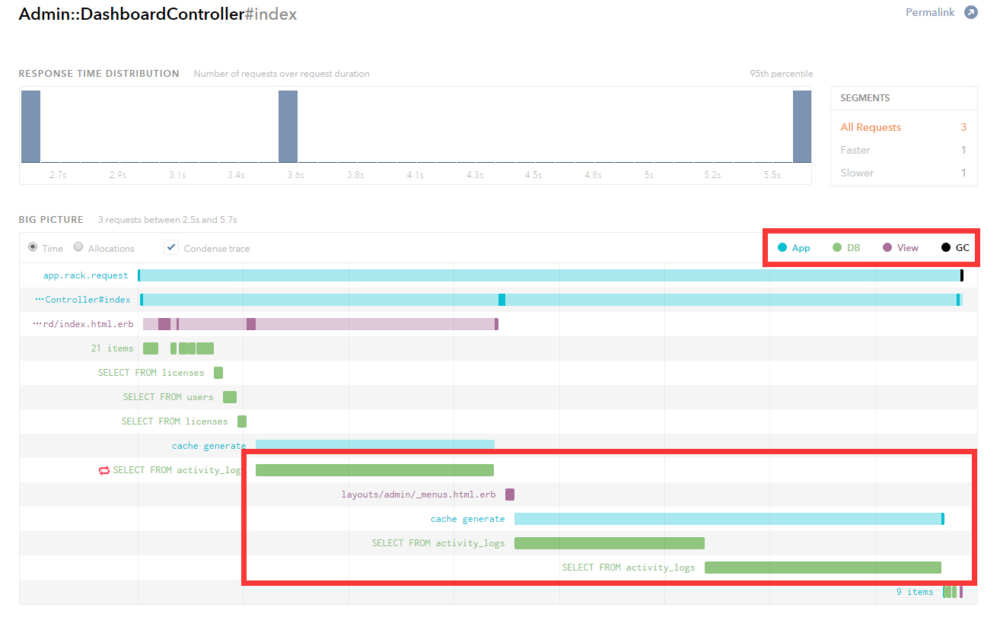 Admin::DashboardController#index
Permalink
RESPONSE TIME DISTRIBUTION Number of requests over request duration 95th percentile
2.7s 2.9s 3.1s 3.4s 3.6s 3.8s 4.1s 4.3s 4.5s 4.8s 5s 5.2s 5.5s
SEGMENTS
All Requests 3
Faster 1
Slower 1
BIG PICTURE 3 requests between 2.5s and 5.7s
Time Allocations Condense trace App DB View GC
app.rack.request
···Controller#index
···rd/index.html.erb
21 items
SELECT FROM licenses
SELECT FROM users
SELECT FROM licenses
cache generate
SELECT FROM activity_log
layouts/admin/_menus.html.erb
cache generate
SELECT FROM activity_logs
SELECT FROM activity_logs
9 items